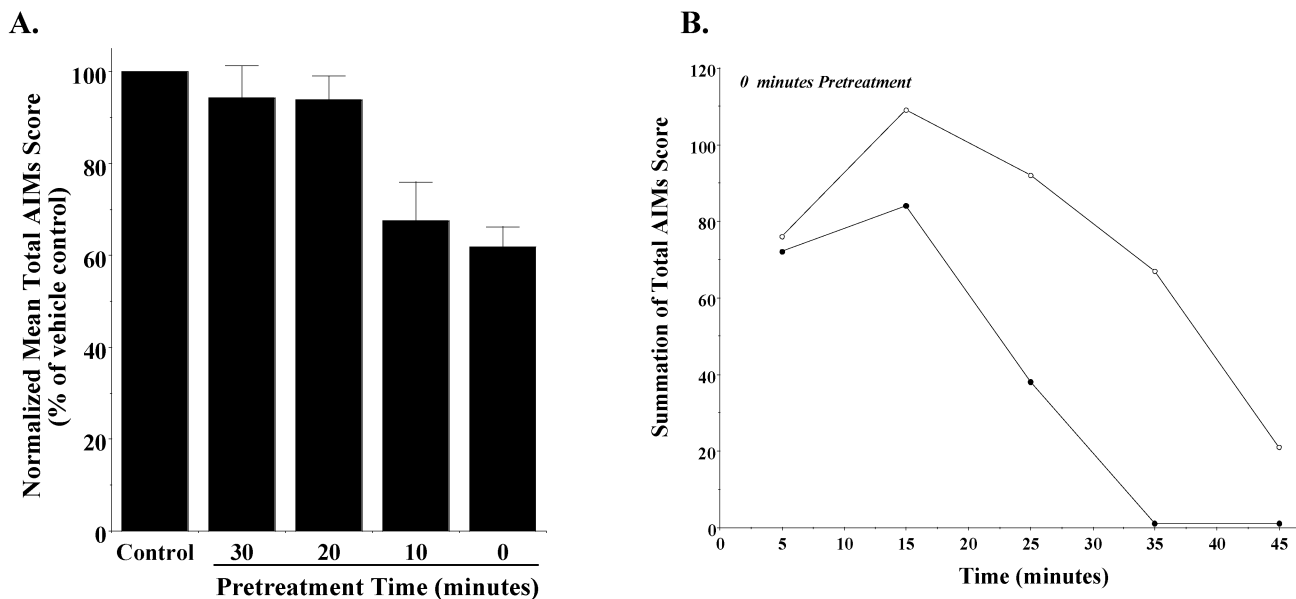 A.
Normalized Mean Total AIMs Score
(% of vehicle control)
100
80
60
40
20
0
Control 30 20 10 0
Pretreatment Time (minutes)
B.
0 minutes Pretreatment
Summation of Total AIMs Score
120
100
80
60
40
20
0
0 5 10 15 20 25 30 35 40 45
Time (minutes)